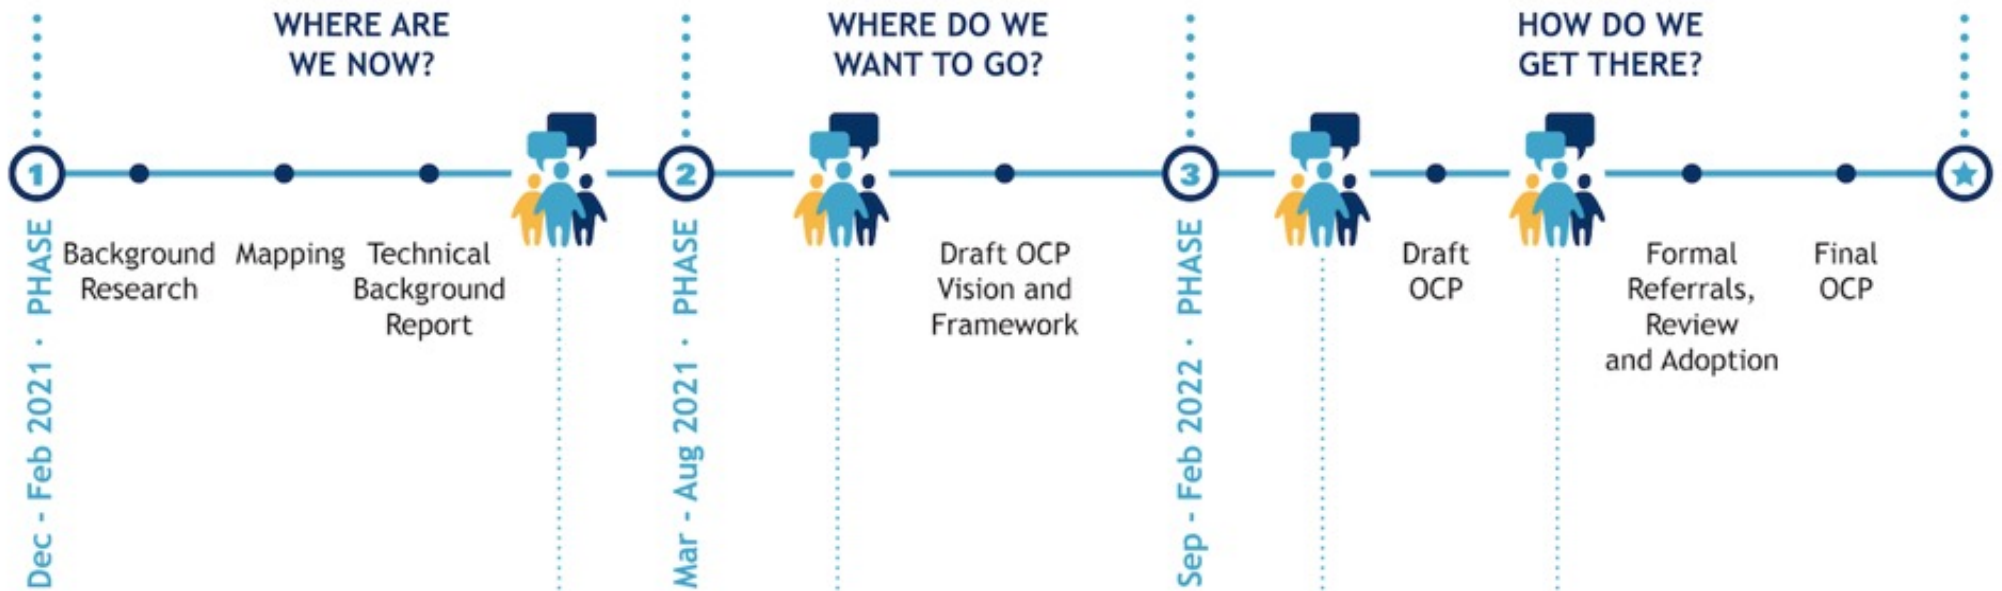 WHERE ARE
WE NOW?
WHERE DO WE
WANT TO GO?
HOW DO WE
GET THERE?
1
2
3
Dec - Feb 2021 · PHASE
Background
Research
Mapping
Technical
Background
Report
Mar - Aug 2021 · PHASE
Draft OCP
Vision and
Framework
Sep - Feb 2022 · PHASE
Draft
OCP
Formal
Referrals,
Review
and Adoption
Final
OCP